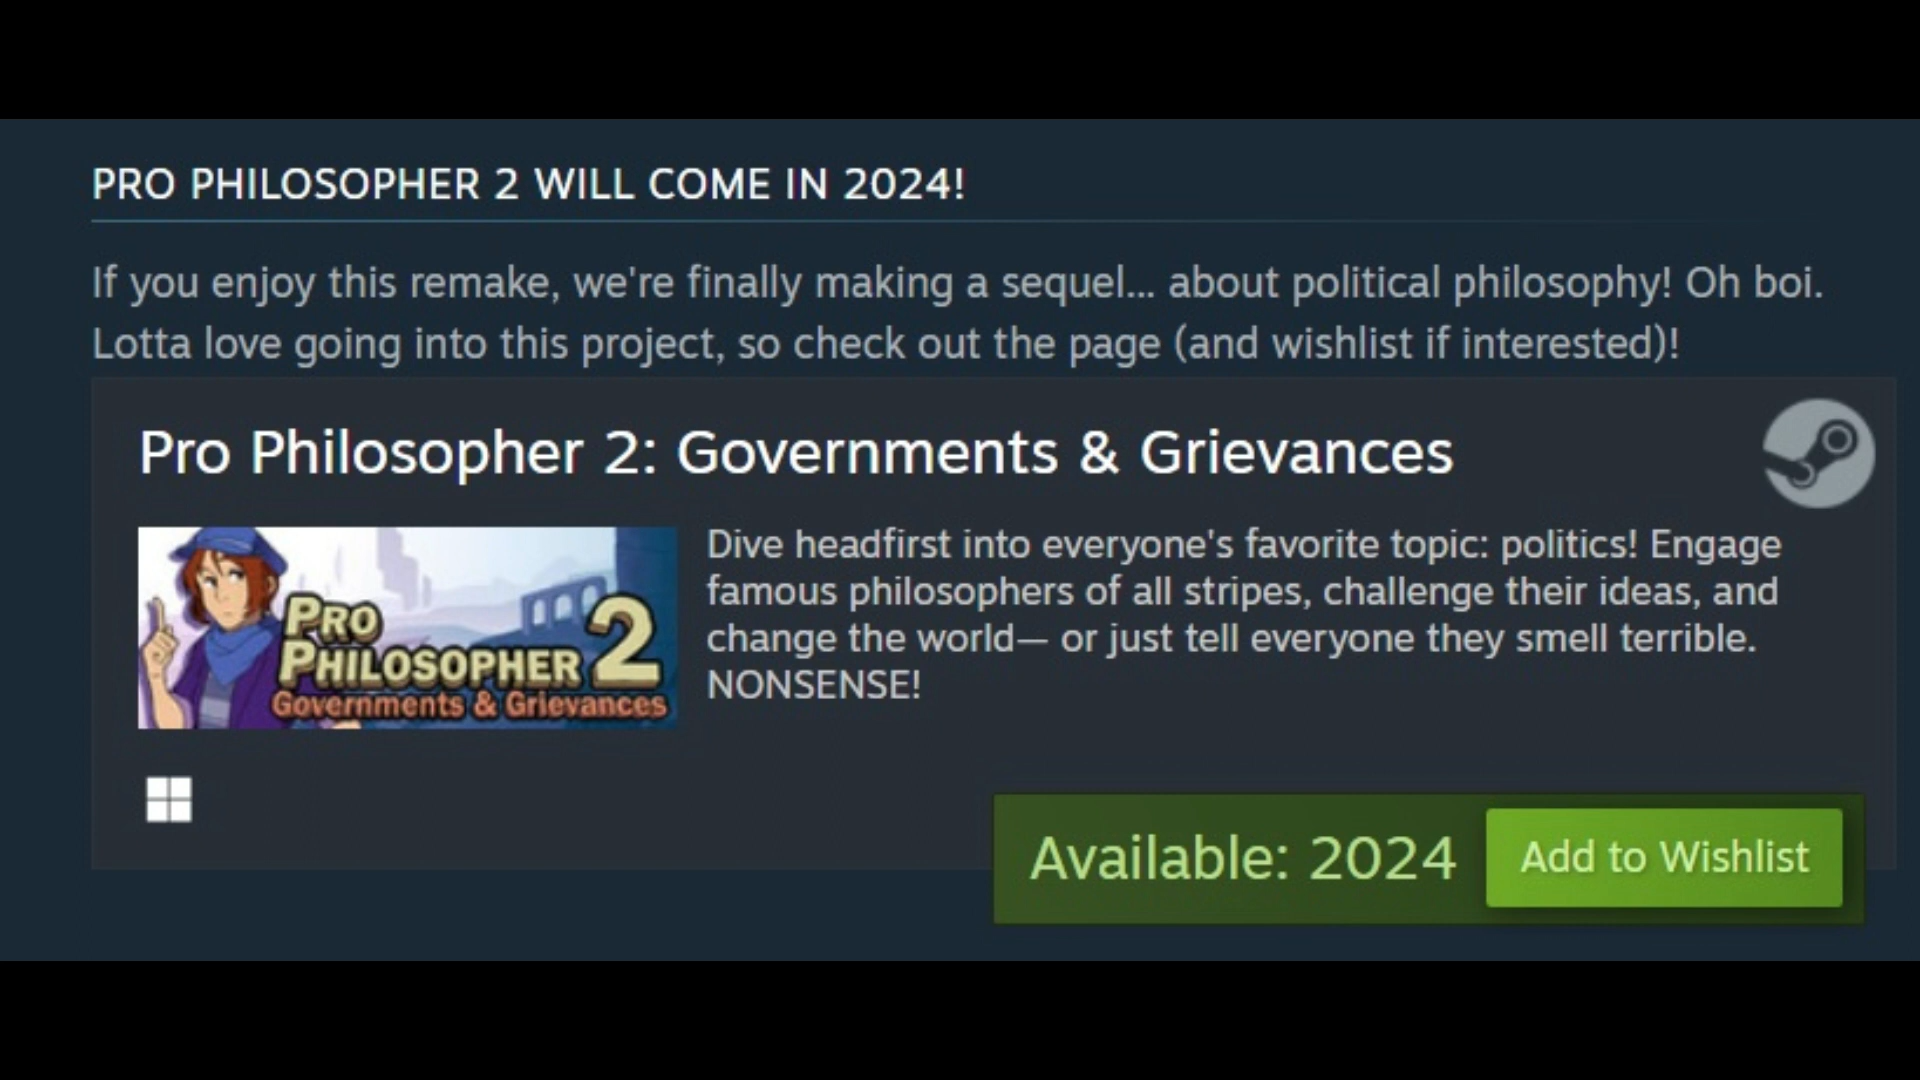 PRO PHILOSOPHER 2 WILL COME IN 2024!
If you enjoy this remake, we're finally making a sequel... about political philosophy! Oh boi.
Lotta love going into this project, so check out the page (and wishlist if interested)!
Pro Philosopher 2: Governments & Grievances
PRO
PHILOSOPHER 2
Governments & Grievances
Dive headfirst into everyone's favorite topic: politics! Engage
famous philosophers of all stripes, challenge their ideas, and
change the world— or just tell everyone they smell terrible.
NONSENSE!
Available: 2024
Add to Wishlist